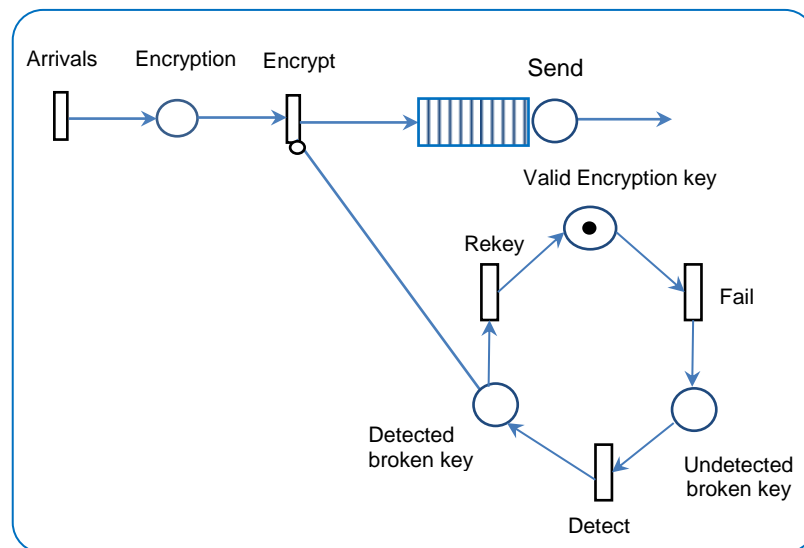 Arrivals
Encryption
Encrypt
Send
Valid Encryption key
Rekey
Fail
Detected
broken key
Undetected
broken key
Detect